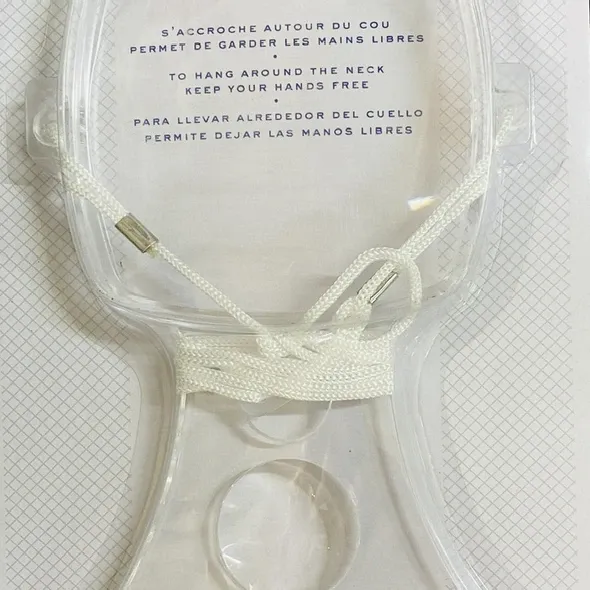 S'ACCROCHE AUTOUR DU COU
PERMET DE GARDER LES MAINS LIBRES
•
TO HANG AROUND THE NECK
KEEP YOUR HANDS FREE
•
PARA LLEVAR ALREDEDOR DEL CUELLO
PERMITE DEJAR LAS MANOS LIBRES